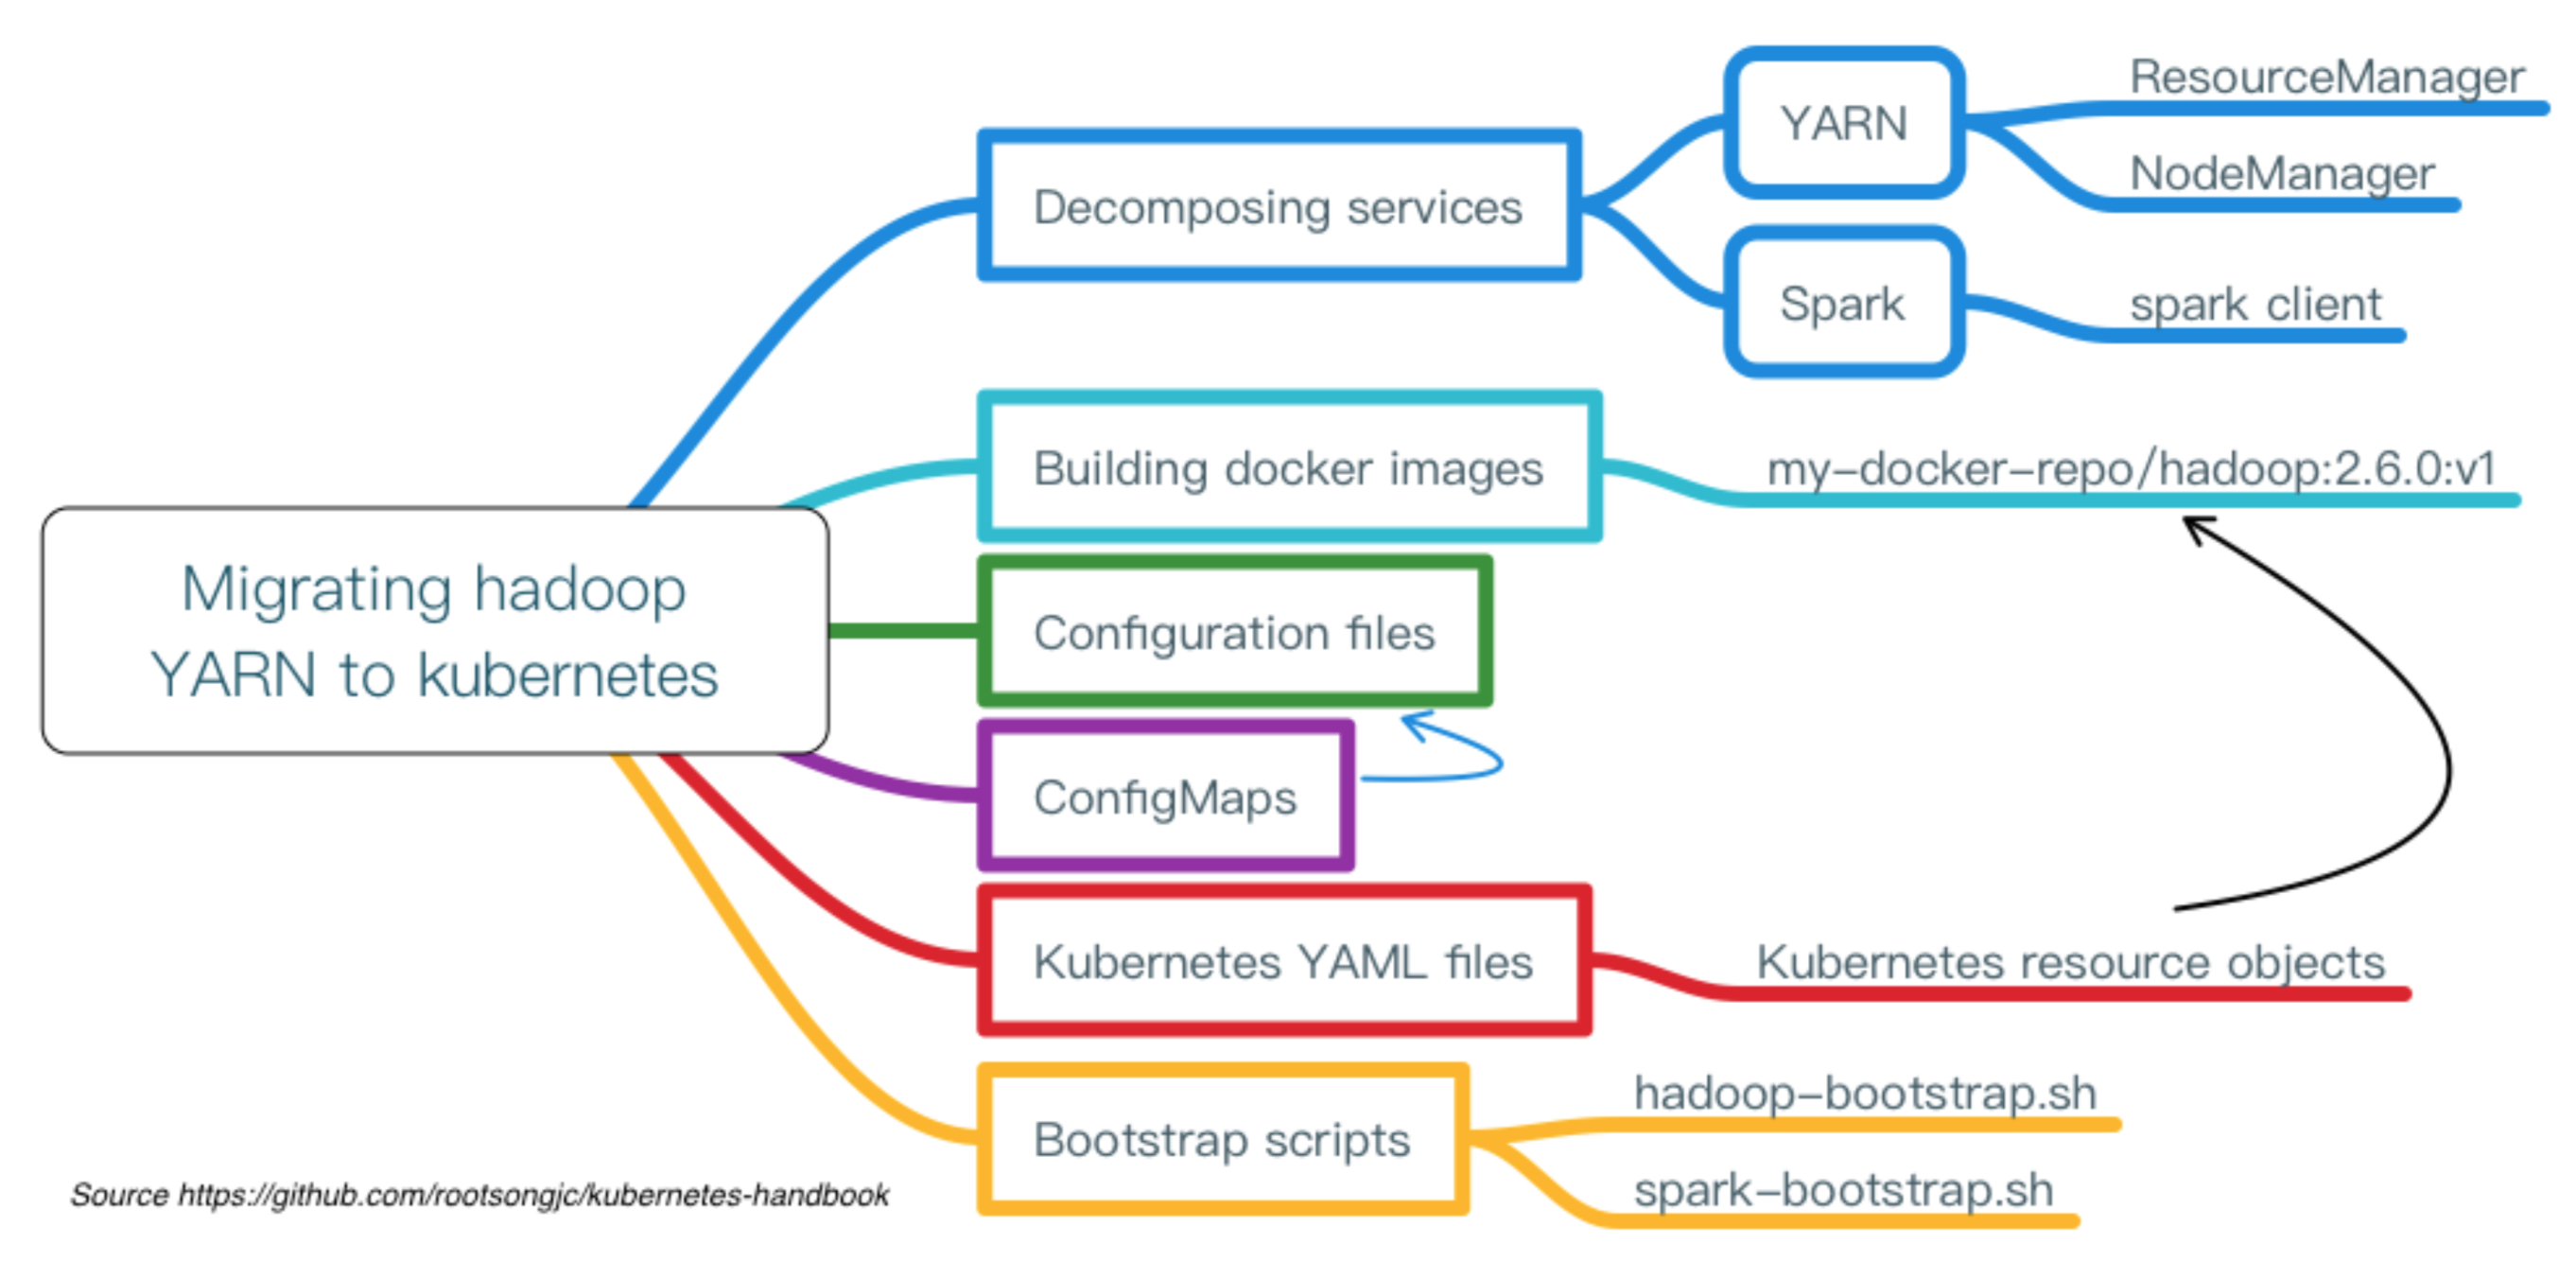 ResourceManager
YARN
NodeManager
Decomposing services
Spark
spark client
Building docker images
my-docker-repo/hadoop:2.6.0:v1
Migrating hadoop
YARN to kubernetes
Configuration files
ConfigMaps
Kubernetes YAML files
Kubernetes resource objects
hadoop-bootstrap.sh
Bootstrap scripts
spark-bootstrap.sh
Source https://github.com/rootsongjc/kubernetes-handbook